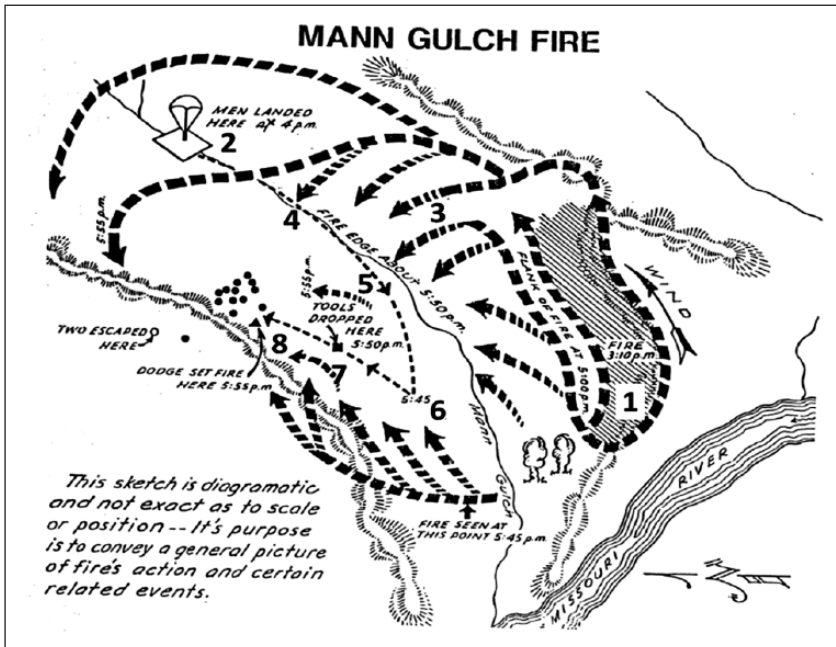 MANN GULCH FIRE
MEN LANDED
HERE at 4 p.m.
2
3
4
FIRE EDGE ABOUT 5:50 p.m.
5:55 p.m.
5
5:55 p.m.
TOOLS
DROPPED
HERE
5:50 p.m.
FLANK OF FIRE AT 5:00 p.m.
WIND
FIRE
3:10 p.m.
1
TWO ESCAPED
HERE
8
7
DODGE SET FIRE
HERE 5:55 p.m.
5:45
6
Mann
Gulch
This sketch is diagramatic
and not exact as to scale
or position -- It's purpose
is to convey a general picture
of fire's action and certain
related events.
FIRE SEEN AT
THIS POINT 5:45 p.m.
MISSOURI
RIVER